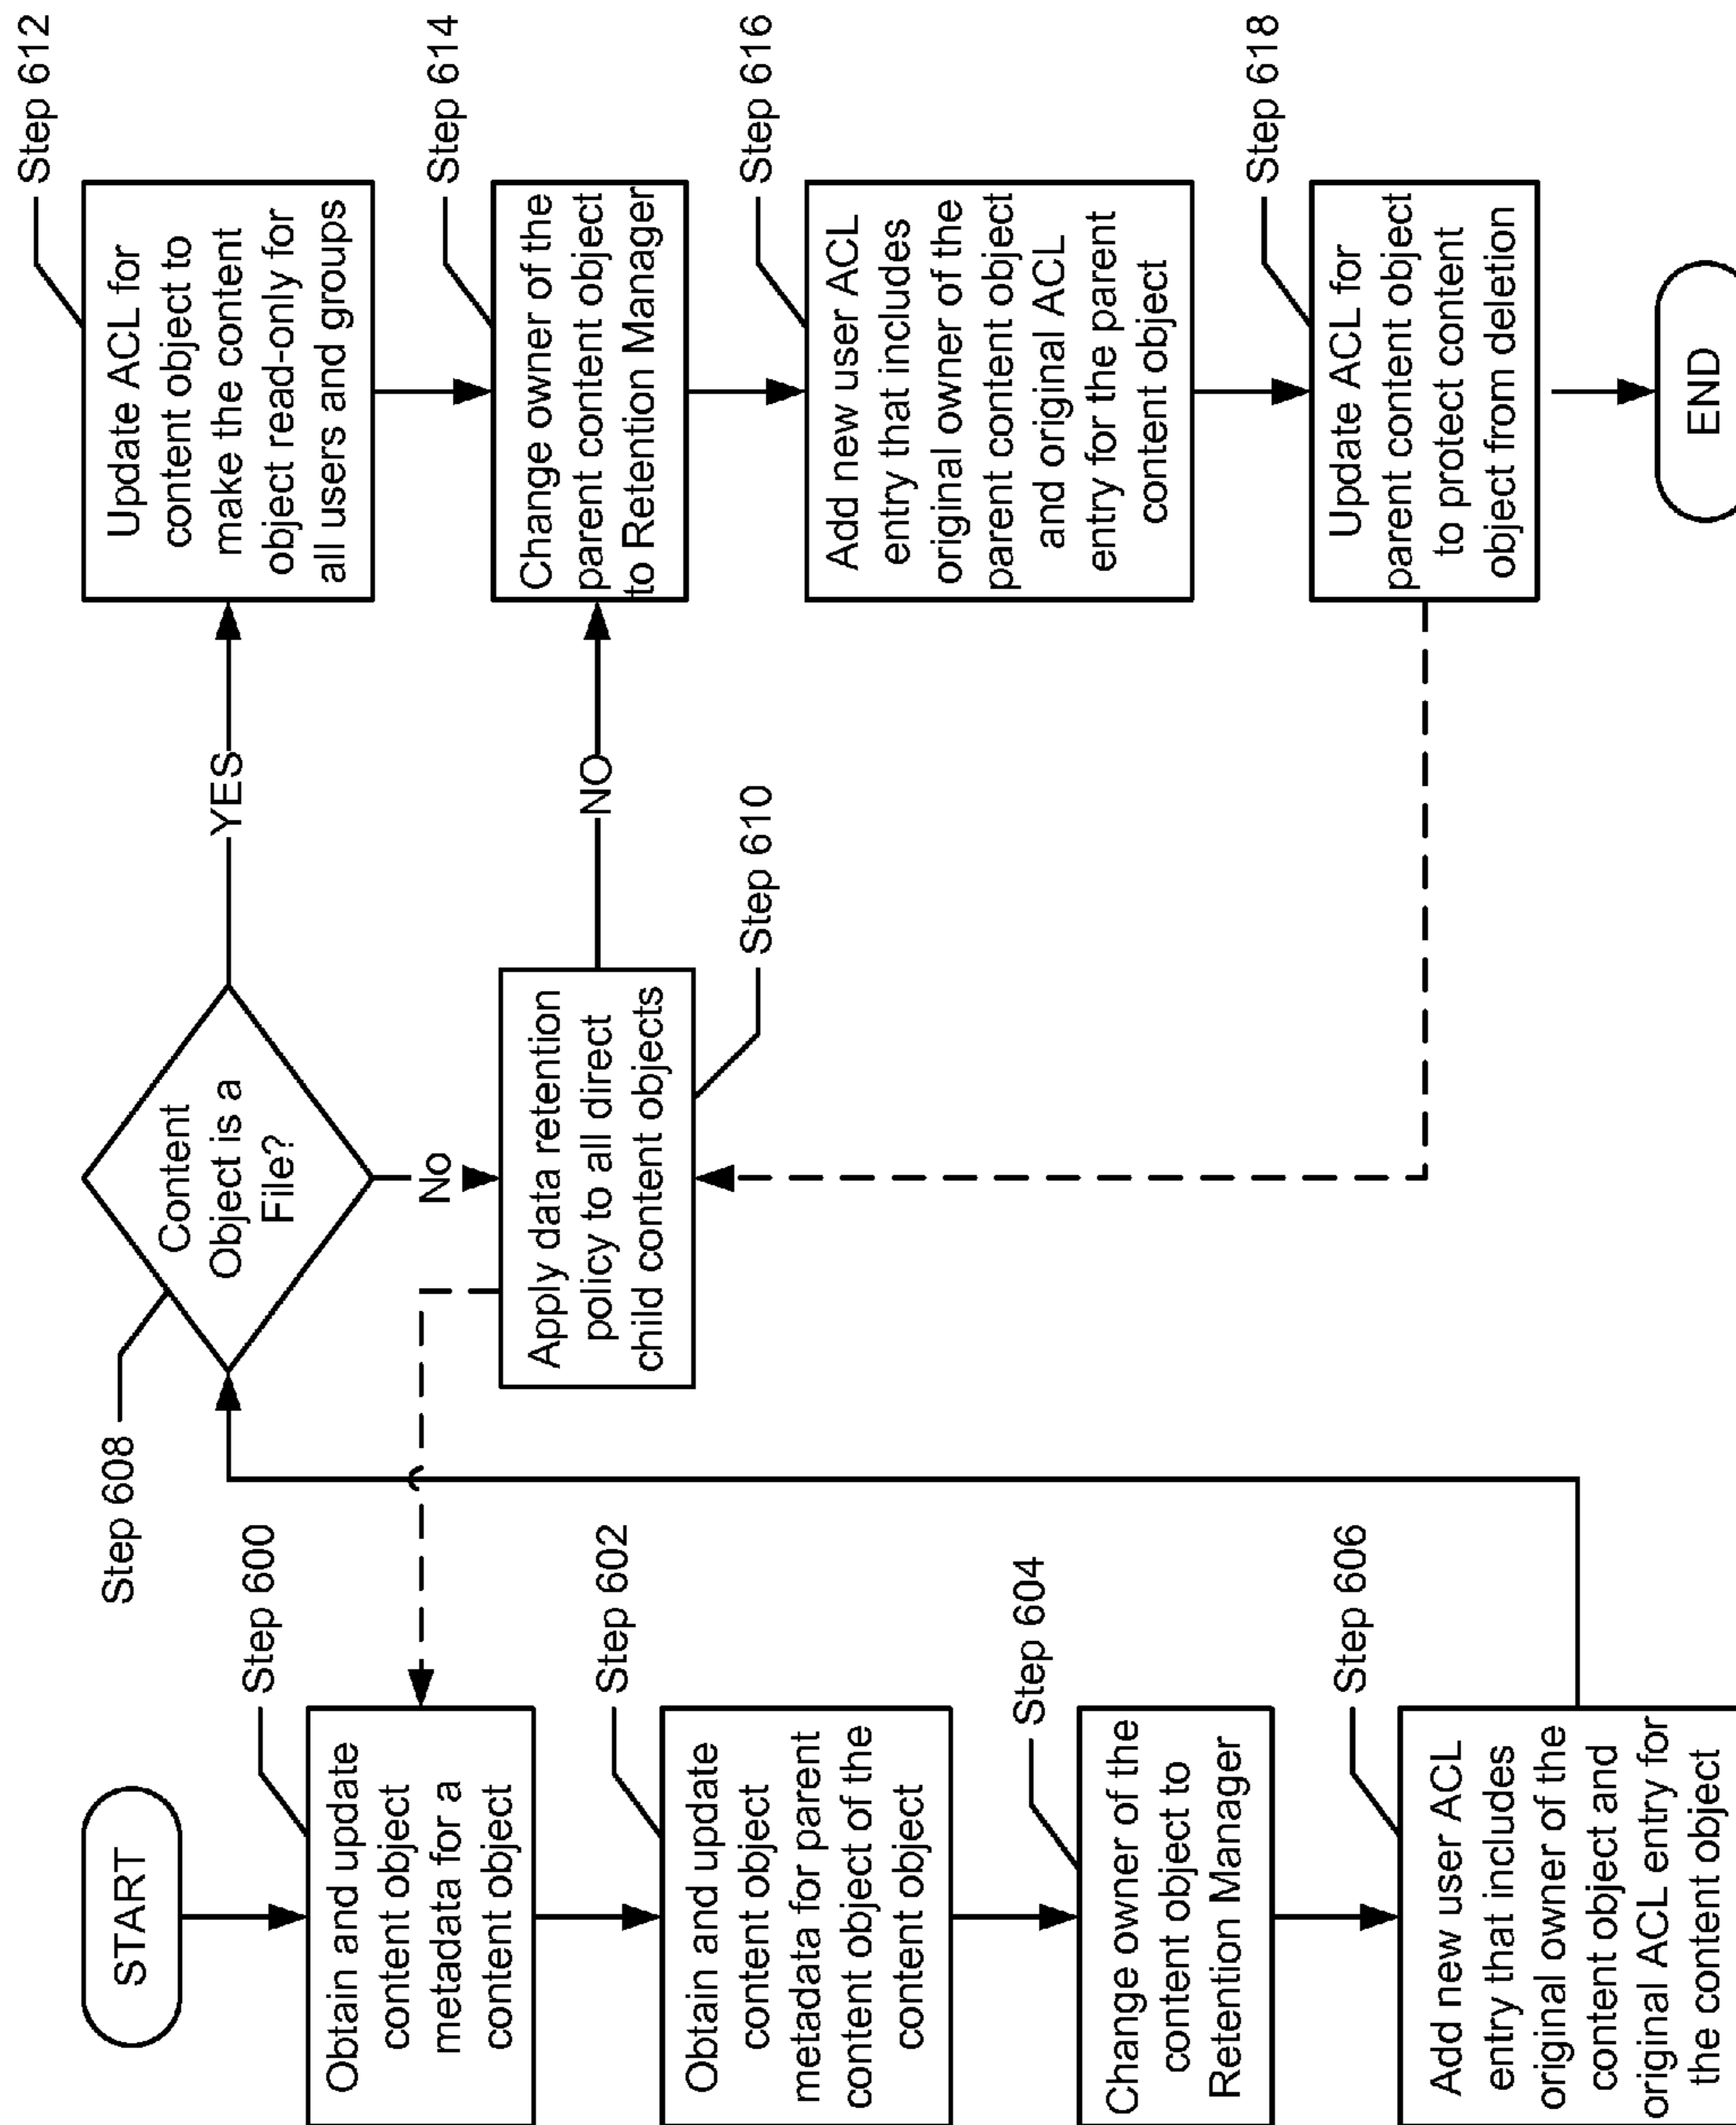 START
Step 600
Obtain and update
content object
metadata for a
content object
Step 602
Obtain and update
content object
metadata for parent
content object of the
content object
Step 604
Change owner of the
content object to
Retention Manager
Step 606
Add new user ACL
entry that includes
original owner of the
content object and
original ACL entry for
the content object
Step 608
Content
Object is a
File?
YES
No
Apply data retention
policy to all direct
child content objects
Step 610
NO
Step 612
Update ACL for
content object to
make the content
object read-only for
all users and groups
Step 614
Change owner of the
parent content object
to Retention Manager
Step 616
Add new user ACL
entry that includes
original owner of the
parent content object
and original ACL
entry for the parent
content object
Step 618
Update ACL for
parent content object
to protect content
object from deletion
END